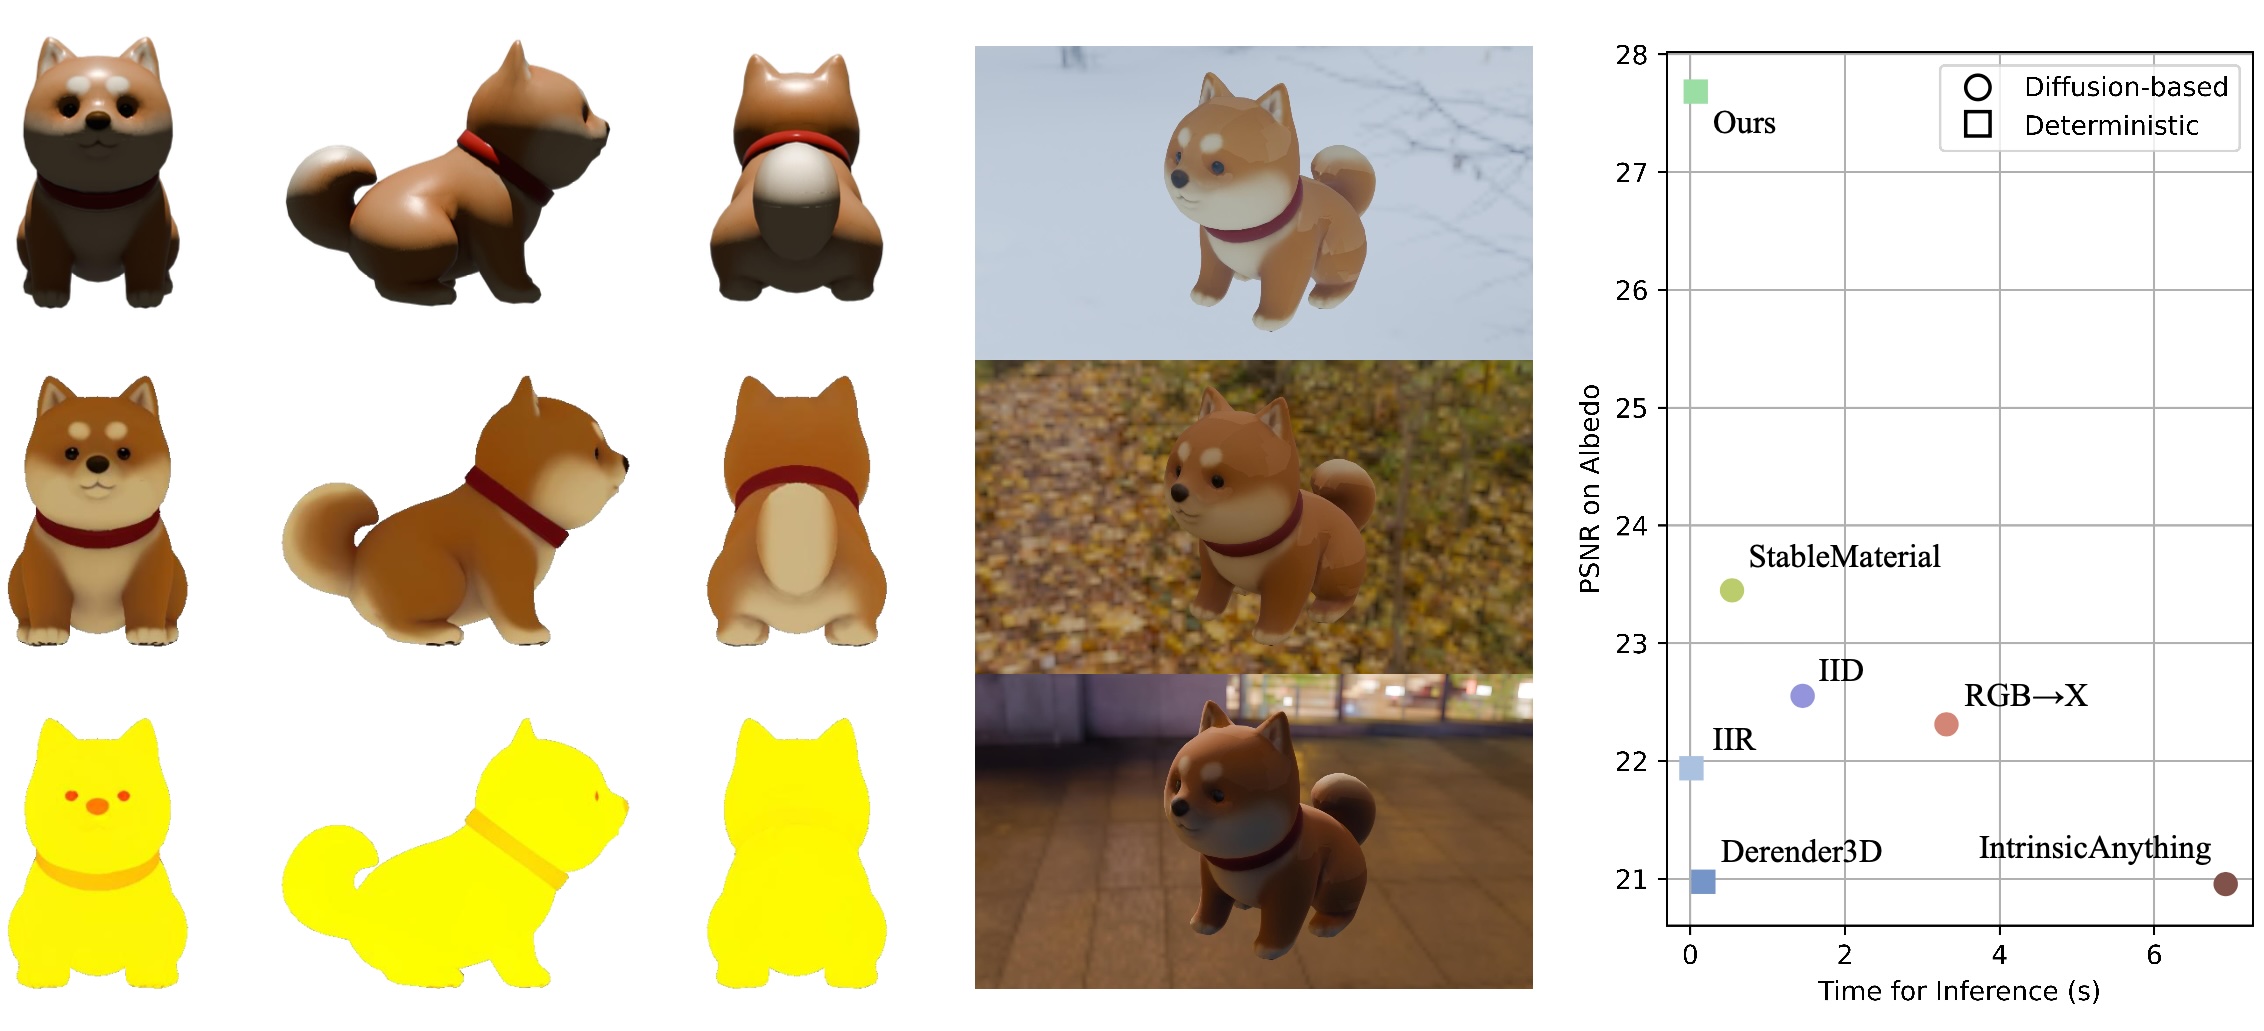 28
27
26
25
24
23
22
21
PSNR on Albedo
Diffusion-based
Deterministic
Ours
StableMaterial
IID
RGB→X
IIR
Derender3D
IntrinsicAnything
0 2 4 6
Time for Inference (s)